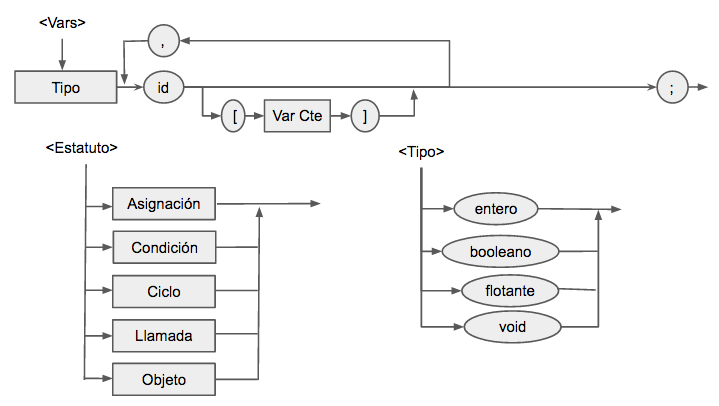 <Vars>
,
Tipo
id
;
[
Var Cte
]
<Estatuto>
<Tipo>
Asignación
entero
Condición
booleano
Ciclo
flotante
Llamada
void
Objeto